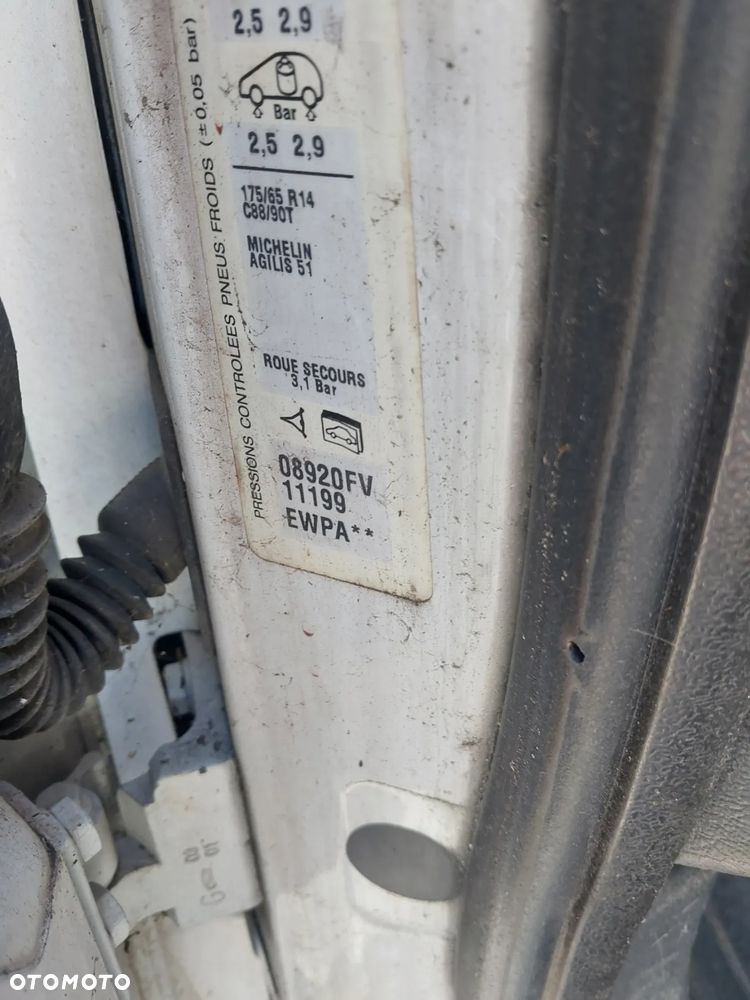 2,5 2,9
Bar
2,5 2,9
175/65 R14
C88/90T
MICHELIN
AGILIS 51
ROUE SECOURS
3,1 Bar
08920FV
11199
EWPA**
PRESSIONS CONTROLEES PNEUS FROIDS (±0,05 bar)
OTOMOTO